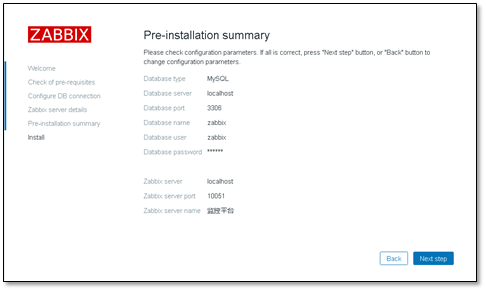 ZABBIX
Welcome
Check of pre-requisites
Configure DB connection
Zabbix server details
Pre-installation summary
Install
Pre-installation summary
Please check configuration parameters. If all is correct, press "Next step" button, or "Back" button to
change configuration parameters.
Database type MySQL
Database server localhost
Database port 3306
Database name zabbix
Database user zabbix
Database password ******
Zabbix server localhost
Zabbix server port 10051
Zabbix server name 监控平台
Back Next step